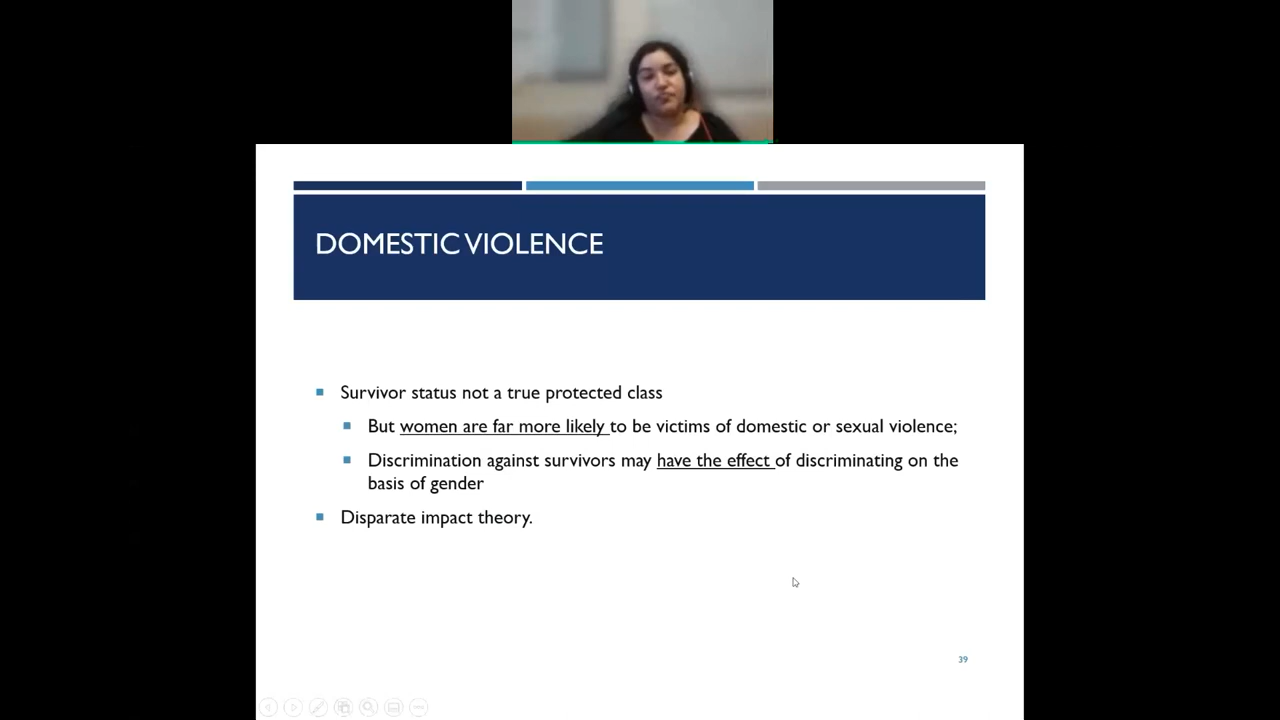 DOMESTIC VIOLENCE
Survivor status not a true protected class
But women are far more likely to be victims of domestic or sexual violence;
Discrimination against survivors may have the effect of discriminating on the
basis of gender
Disparate impact theory.
39